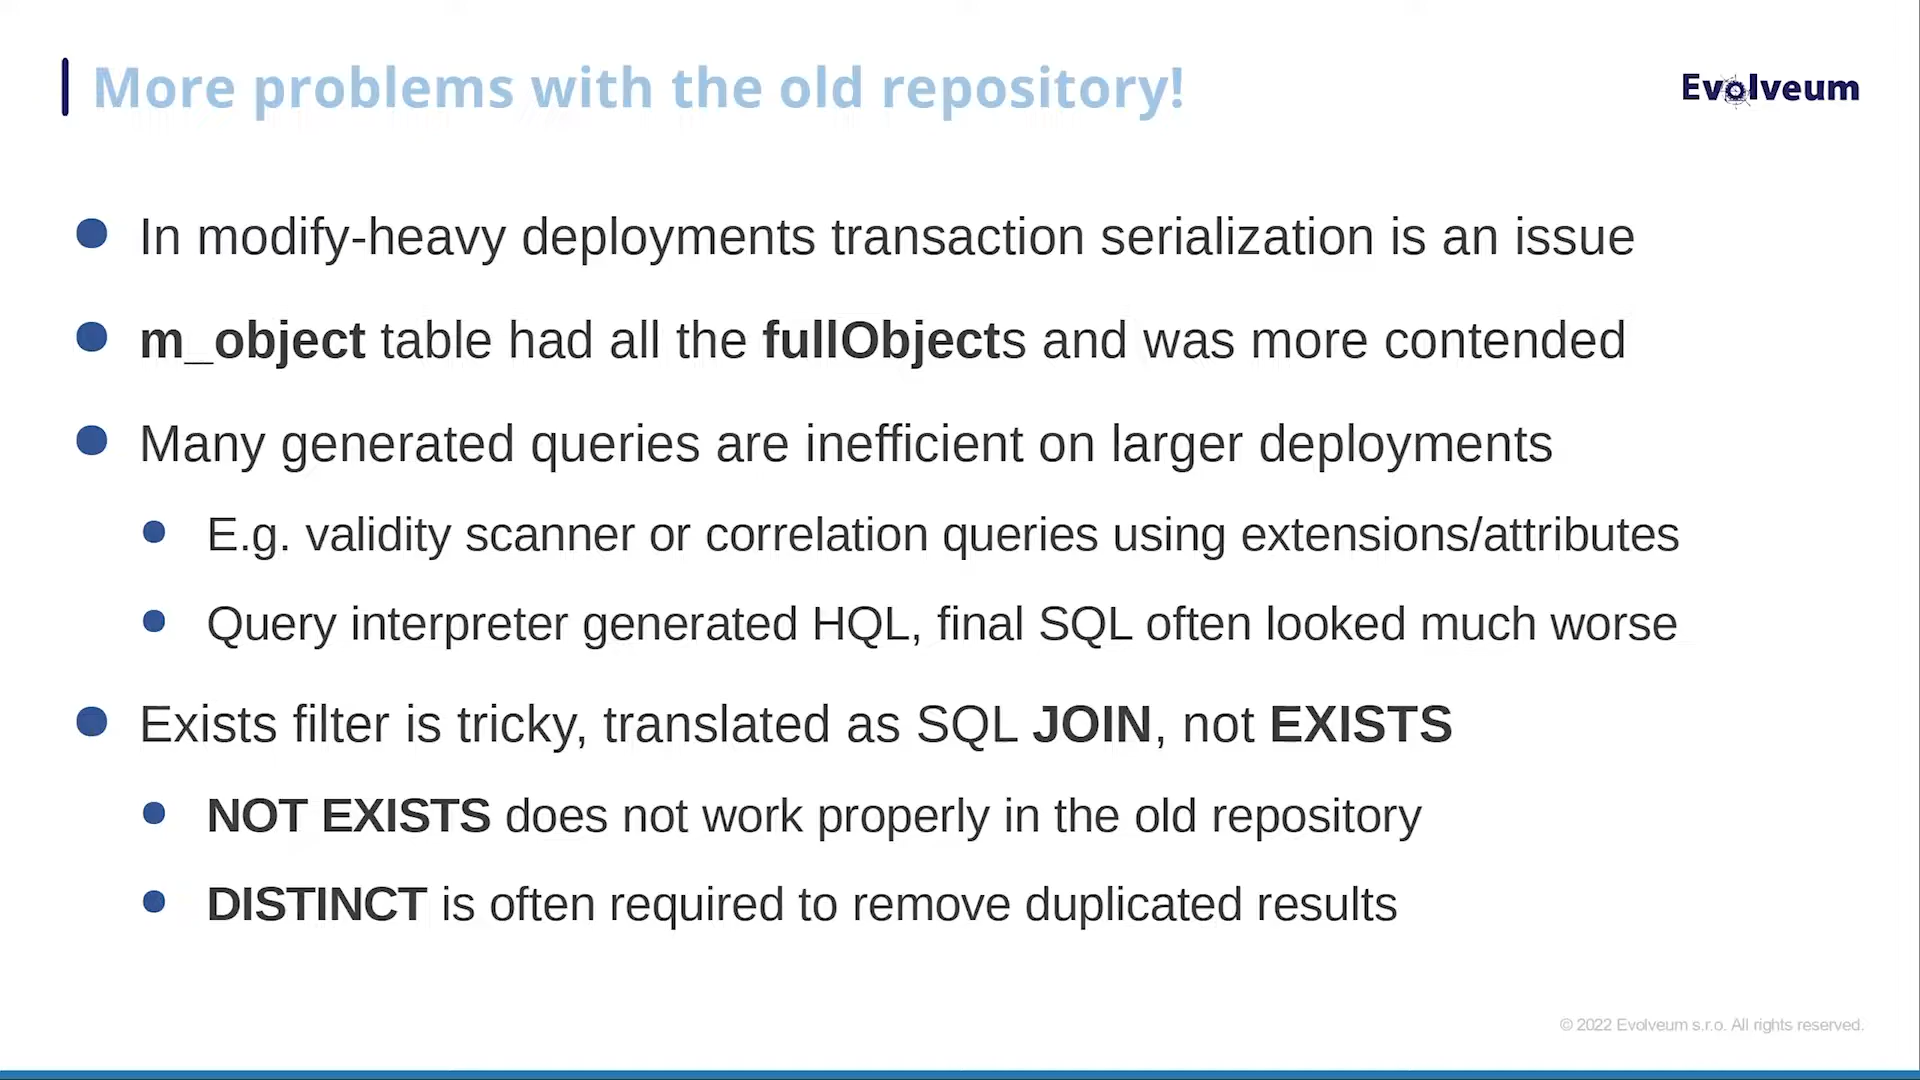 More problems with the old repository!
Evolveum
In modify-heavy deployments transaction serialization is an issue
m_object table had all the fullObjects and was more contended
Many generated queries are inefficient on larger deployments
E.g. validity scanner or correlation queries using extensions/attributes
Query interpreter generated HQL, final SQL often looked much worse
Exists filter is tricky, translated as SQL JOIN, not EXISTS
NOT EXISTS does not work properly in the old repository
DISTINCT is often required to remove duplicated results
© 2022 Evolveum s.r.o. All rights reserved.